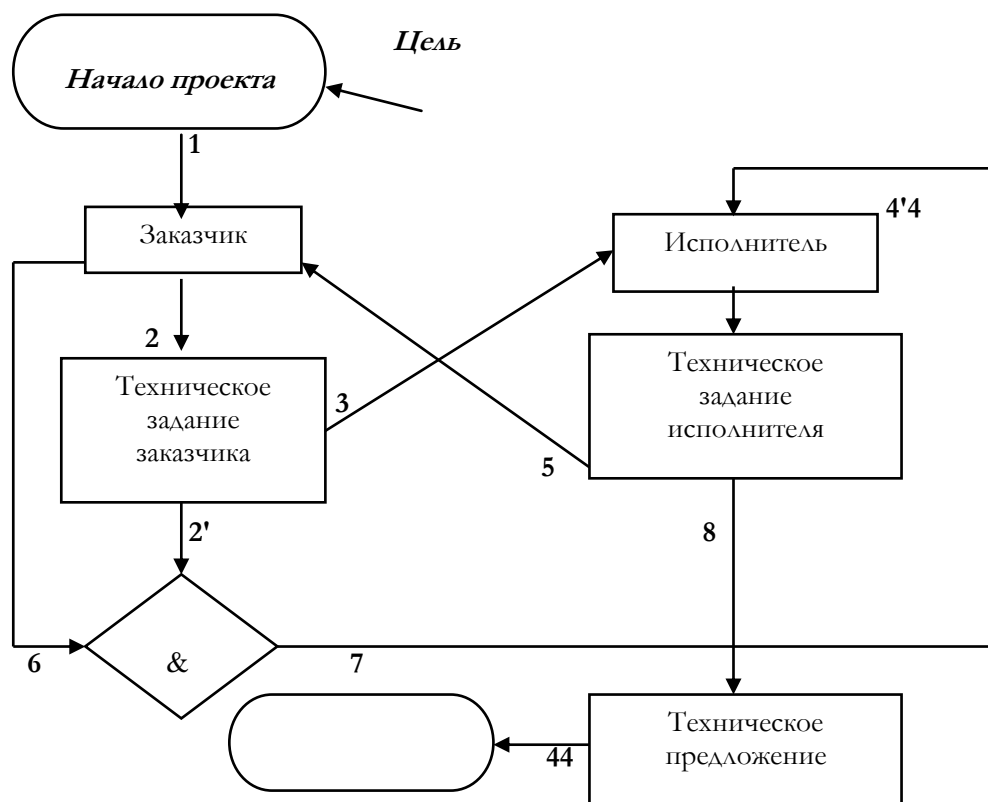 Цель
Начало проекта
1
4'4
Заказчик
Исполнитель
2
Техническое
задание
заказчика
3
Техническое
задание
исполнителя
5
2'
8
6
&
7
44
Техническое
предложение